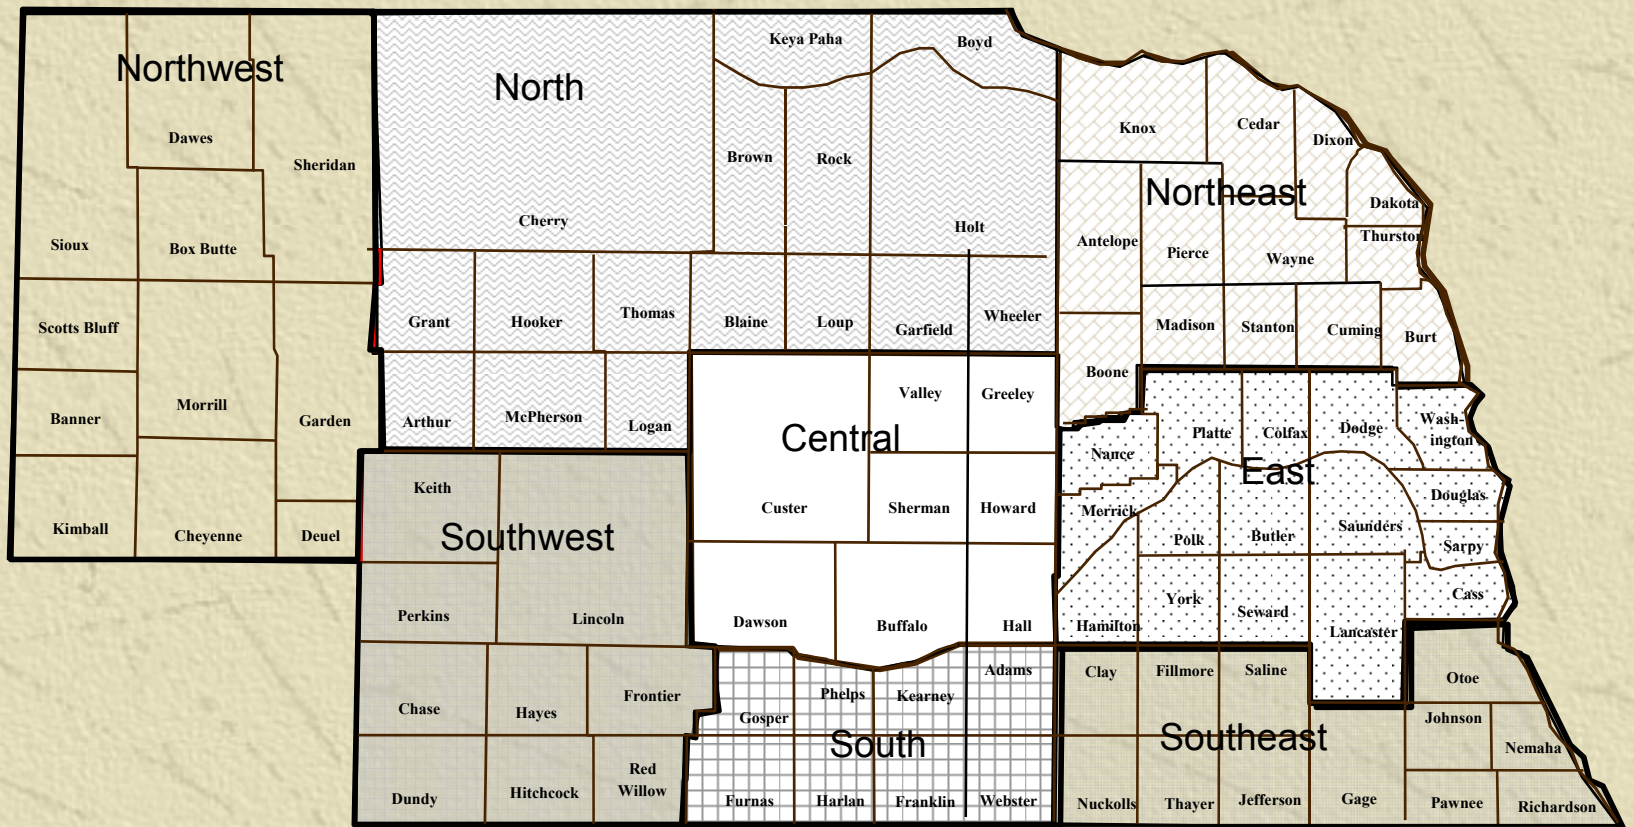 Northwest
Dawes
Sheridan
Sioux
Box Butte
Scotts Bluff
Banner
Morrill
Garden
Kimball
Cheyenne
Deuel
North
Keya Paha
Boyd
Brown
Rock
Cherry
Holt
Grant
Hooker
Thomas
Blaine
Loup
Garfield
Wheeler
Arthur
McPherson
Logan
Northeast
Knox
Cedar
Dixon
Dakota
Thurston
Antelope
Pierce
Wayne
Madison
Stanton
Cuming
Burt
Boone
Central
Valley
Greeley
Custer
Sherman
Howard
Dawson
Buffalo
Hall
East
Platte
Colfax
Dodge
Wash-
ington
Nance
Merrick
Polk
Butler
Saunders
Douglas
Sarpy
Cass
York
Seward
Hamilton
Lancaster
Southwest
Keith
Perkins
Lincoln
Chase
Hayes
Frontier
Dundy
Hitchcock
Red
Willow
South
Gosper
Phelps
Kearney
Adams
Furnas
Harlan
Franklin
Webster
Southeast
Clay
Fillmore
Saline
Otoe
Johnson
Nemaha
Nuckolls
Thayer
Jefferson
Gage
Pawnee
Richardson